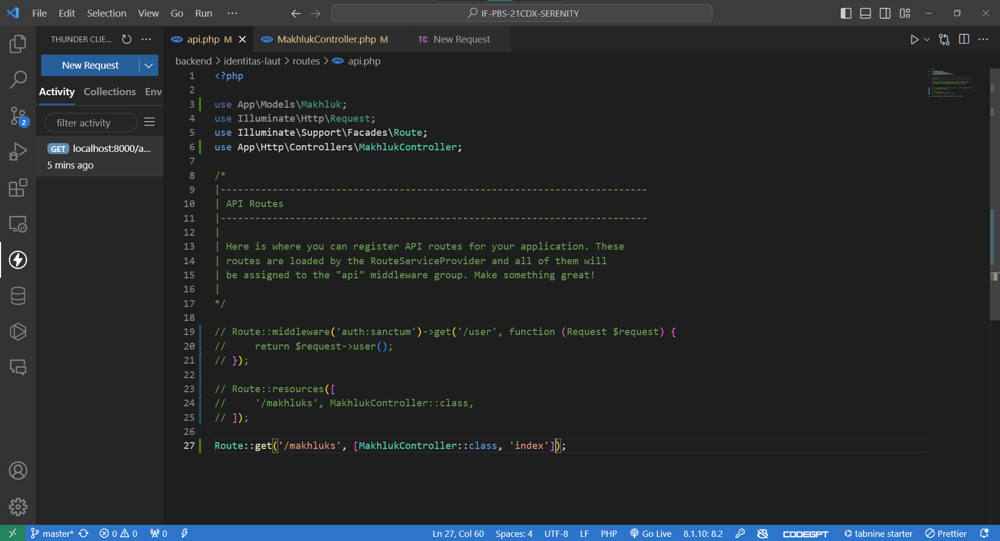 File Edit Selection View Go Run ···
IF-PBS-21CDX-SERENITY
THUNDER CLIE... ···
New Request
Activity Collections Env
filter activity
GET localhost:8000/a...
5 mins ago
2
php api.php M
php MakhlukController.php M
TC New Request
backend > identitas-laut > routes > php api.php
1 <?php
2
3 use App\Models\Makhluk;
4 use Illuminate\Http\Request;
5 use Illuminate\Support\Facades\Route;
6 use App\Http\Controllers\MakhlukController;
7
8 /*
9 |--------------------------------------------------------------------------
10 | API Routes
11 |--------------------------------------------------------------------------
12 |
13 | Here is where you can register API routes for your application. These
14 | routes are loaded by the RouteServiceProvider and all of them will
15 | be assigned to the "api" middleware group. Make something great!
16 |
17 */
18
19 // Route::middleware('auth:sanctum')->get('/user', function (Request $request) {
20 //     return $request->user();
21 // });
22
23 // Route::resources([
24 //     '/makhluks', MakhlukController::class,
25 // ]);
26
27 Route::get('/makhluks', [MakhlukController::class, 'index']);
master* 0 0 0 Ln 27, Col 60 Spaces: 4 UTF-8 LF PHP Go Live 8.1.10: 8.2 CODEGPT tabnine starter Prettier